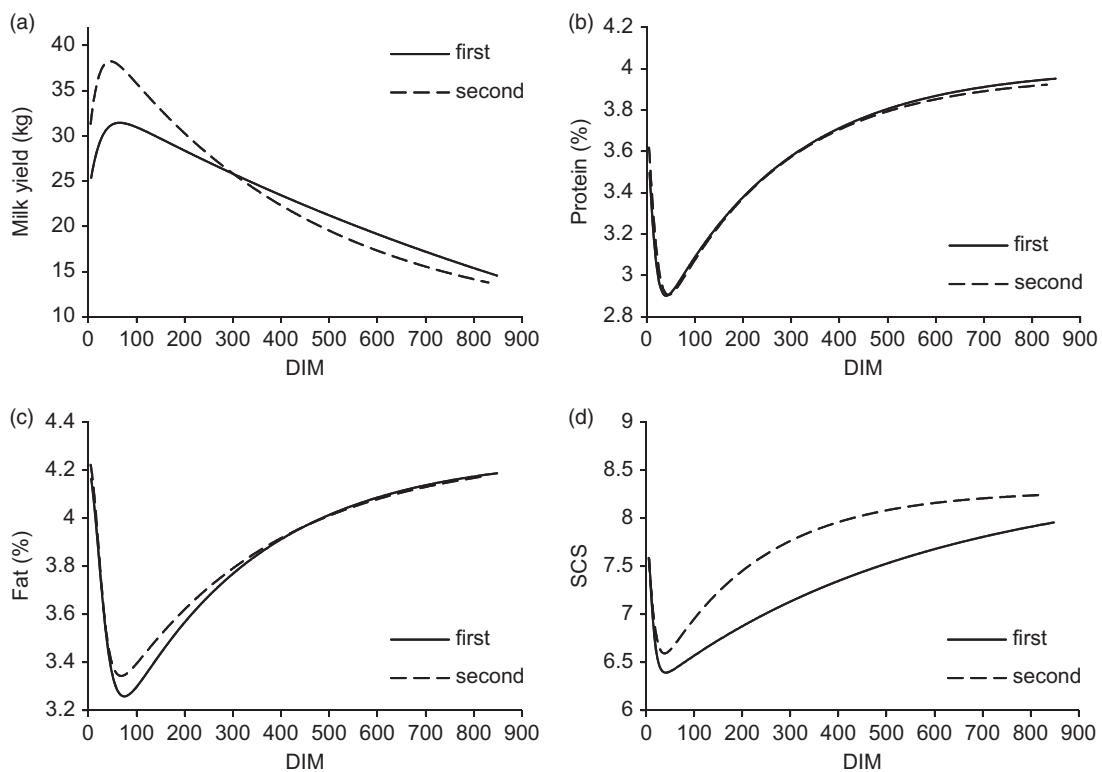 (a)
40
35
30
25
20
15
10
Milk yield (kg)
first
second
0 100 200 300 400 500 600 700 800 900
DIM
(b)
4.2
4
3.8
3.6
3.4
3.2
3
2.8
Protein (%)
first
second
0 100 200 300 400 500 600 700 800 900
DIM
(c)
4.4
4.2
4
3.8
3.6
3.4
3.2
Fat (%)
first
second
0 100 200 300 400 500 600 700 800 900
DIM
(d)
9
8.5
8
7.5
7
6.5
6
SCS
first
second
0 100 200 300 400 500 600 700 800 900
DIM